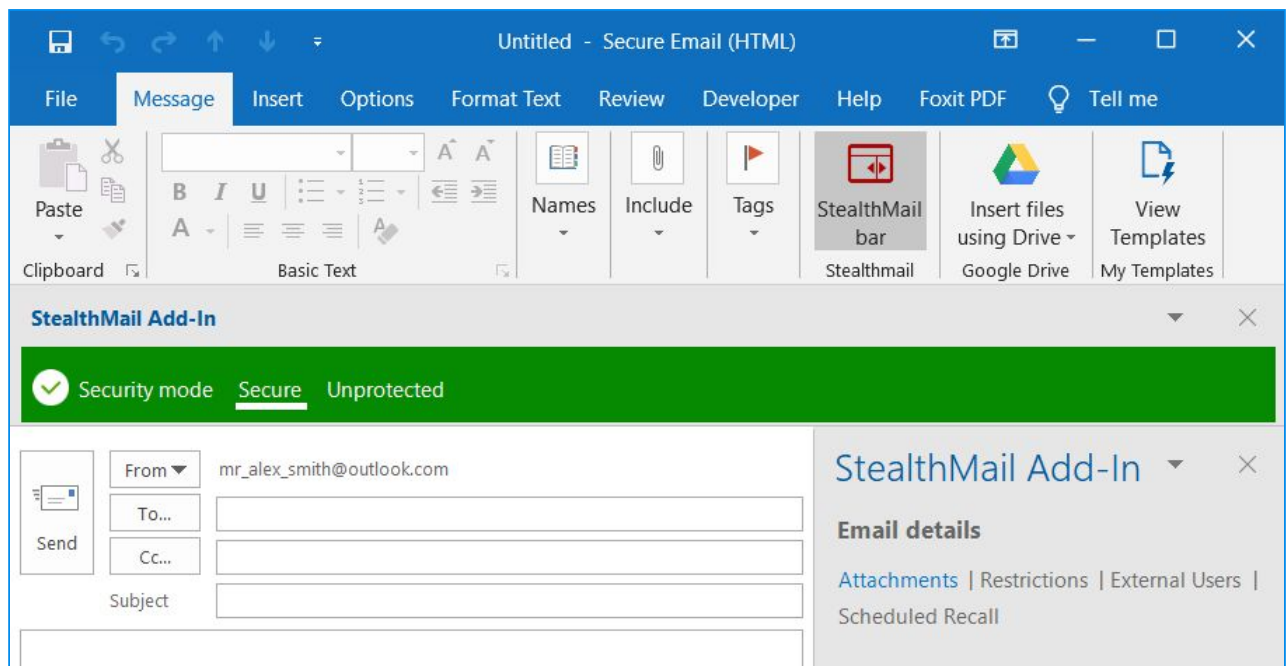 Untitled - Secure Email (HTML)
File Message Insert Options Format Text Review Developer Help Foxit PDF Tell me
Paste
B I U
A
A A
Names
Include
Tags
StealthMail
bar
Insert files
using Drive
View
Templates
Clipboard
Basic Text
Stealthmail
Google Drive
My Templates
StealthMail Add-In
Security mode Secure Unprotected
Send
From mr_alex_smith@outlook.com
To...
Cc...
Subject
StealthMail Add-In
Email details
Attachments | Restrictions | External Users |
Scheduled Recall